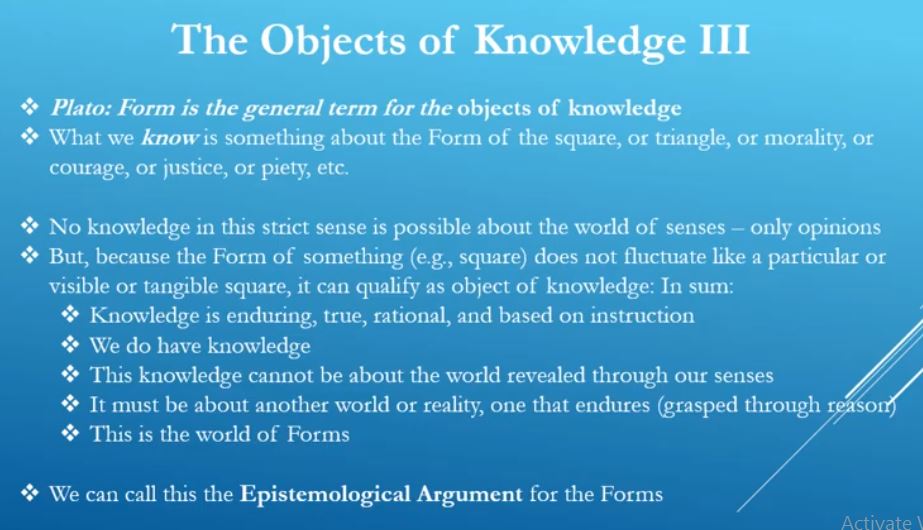 The Objects of Knowledge III
❖ Plato: Form is the general term for the objects of knowledge
❖ What we know is something about the Form of the square, or triangle, or morality, or
courage, or justice, or piety, etc.
❖ No knowledge in this strict sense is possible about the world of senses – only opinions
❖ But, because the Form of something (e.g., square) does not fluctuate like a particular or
visible or tangible square, it can qualify as object of knowledge: In sum:
❖ Knowledge is enduring, true, rational, and based on instruction
❖ We do have knowledge
❖ This knowledge cannot be about the world revealed through our senses
❖ It must be about another world or reality, one that endures (grasped through reason)
❖ This is the world of Forms
❖ We can call this the Epistemological Argument for the Forms
Activate